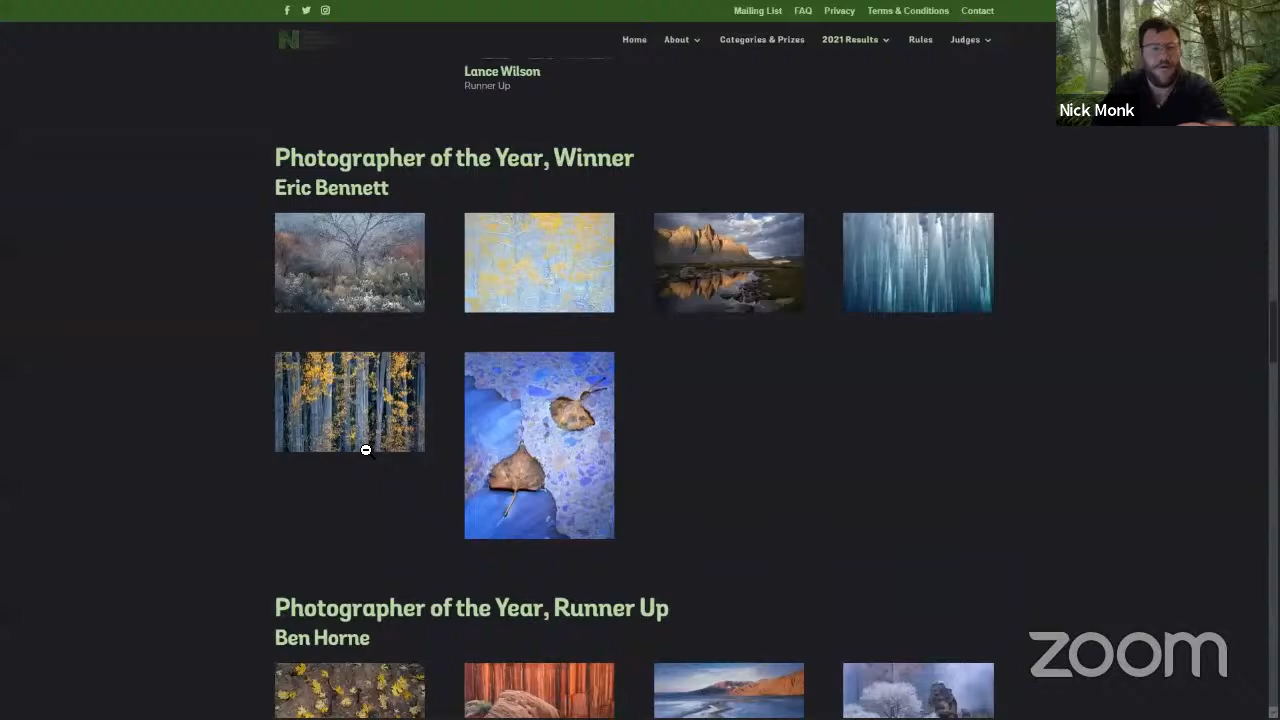 Mailing List FAQ Privacy Terms & Conditions Contact
N
Home About Categories & Prizes 2021 Results Rules Judges
Nick Monk
Lance Wilson
Runner Up
Photographer of the Year, Winner
Eric Bennett
Photographer of the Year, Runner Up
Ben Horne
zoom